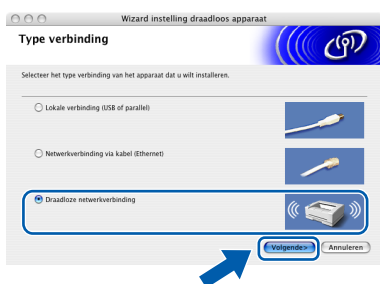 Wizard instelling draadloos apparaat
Type verbinding
Selecteer het type verbinding van het apparaat dat u wilt installeren.
Lokale verbinding (USB of parallel)
Netwerkverbinding via kabel (Ethernet)
Draadloze netwerkverbinding
Volgende>
Annuleren